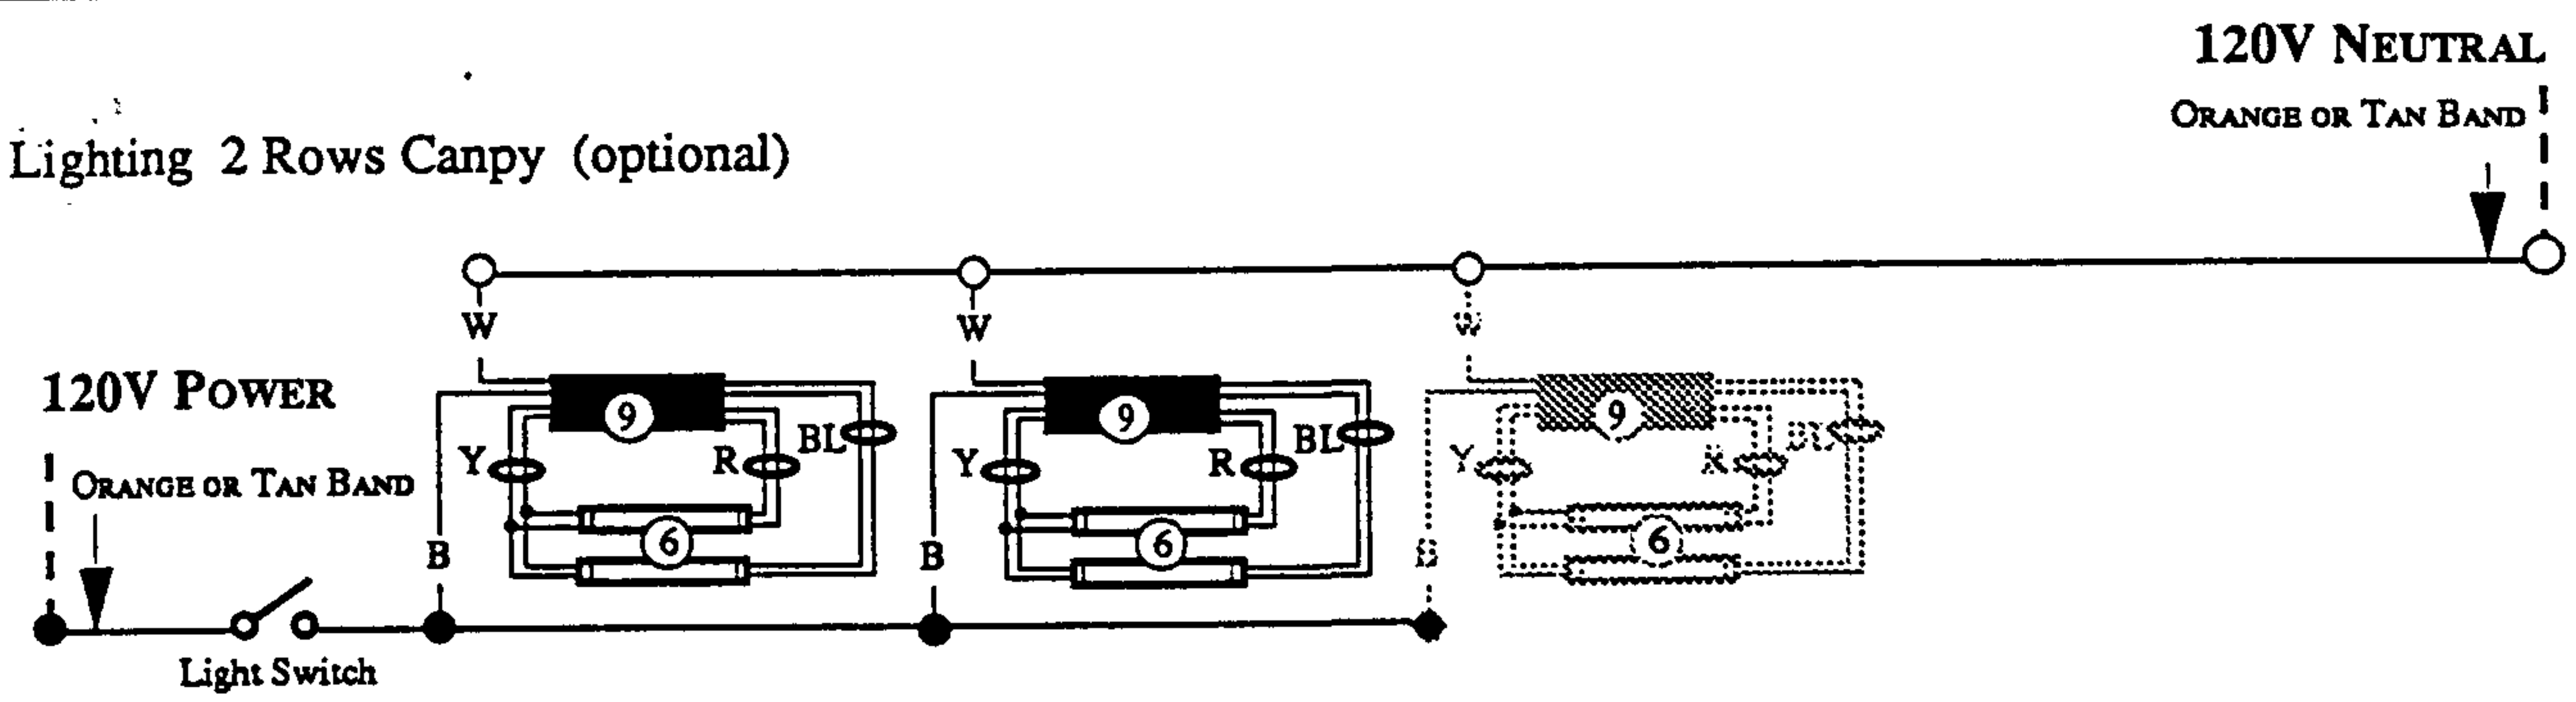 120V NEUTRAL
ORANGE OR TAN BAND
Lighting 2 Rows Canpy (optional)
W W W
120V POWER
9 9 9
Y R BL Y R BL Y R BL
ORANGE OR TAN BAND
B 6 B 6 B 6
Light Switch